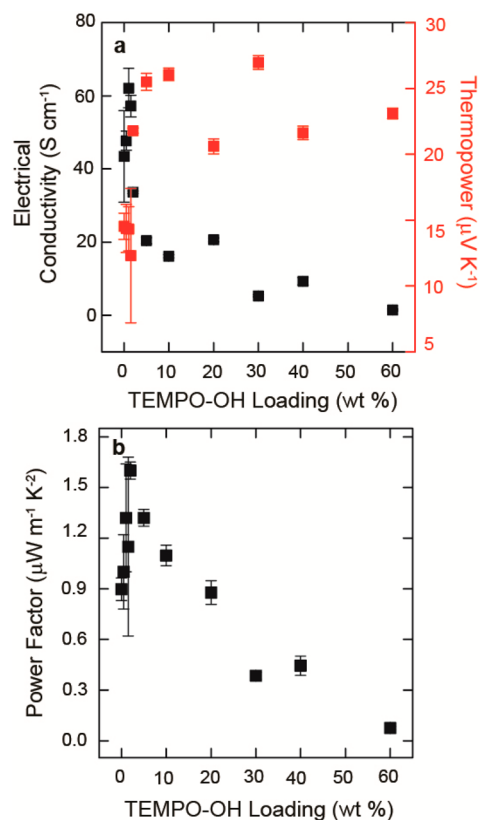 a
Electrical
Conductivity (S cm⁻¹)
80
60
40
20
0
30
25
20
15
10
5
Thermopower (μV K⁻¹)
0 10 20 30 40 50 60
TEMPO-OH Loading (wt %)
b
Power Factor (μW m⁻¹ K⁻²)
1.8
1.5
1.2
0.9
0.6
0.3
0.0
0 10 20 30 40 50 60
TEMPO-OH Loading (wt %)